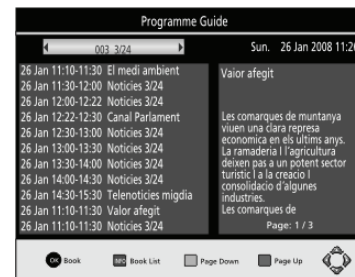 Programme Guide
003 3/24
Sun. 26 Jan 2008 11:26
26 Jan 11:10-11:30 El medi ambient
26 Jan 11:30-12:00 Noticies 3/24
26 Jan 12:00-12:22 Noticies 3/24
26 Jan 12:22-12:30 Canal Parlament
26 Jan 12:30-13:00 Noticies 3/24
26 Jan 13:00-13:30 Noticies 3/24
26 Jan 13:30-14:00 Noticies 3/24
26 Jan 14:00-14:30 Noticies 3/24
26 Jan 14:30-15:30 Telenoticies migdia
26 Jan 11:10-11:30 Valor afegit
26 Jan 11:10-11:30 Noticies 3/24
Vaior afegit
Les comarques de muntanya
viuen una clara represa
economica en els ultims anys.
La ramaderia I l'agricultura
deixen pas a un potent sector
turistic I a la creacio I
consolidacio d'algunes
industries.
Les comarques de
Page: 1 / 3
OK Book
INFO Book List
Page Down
Page Up